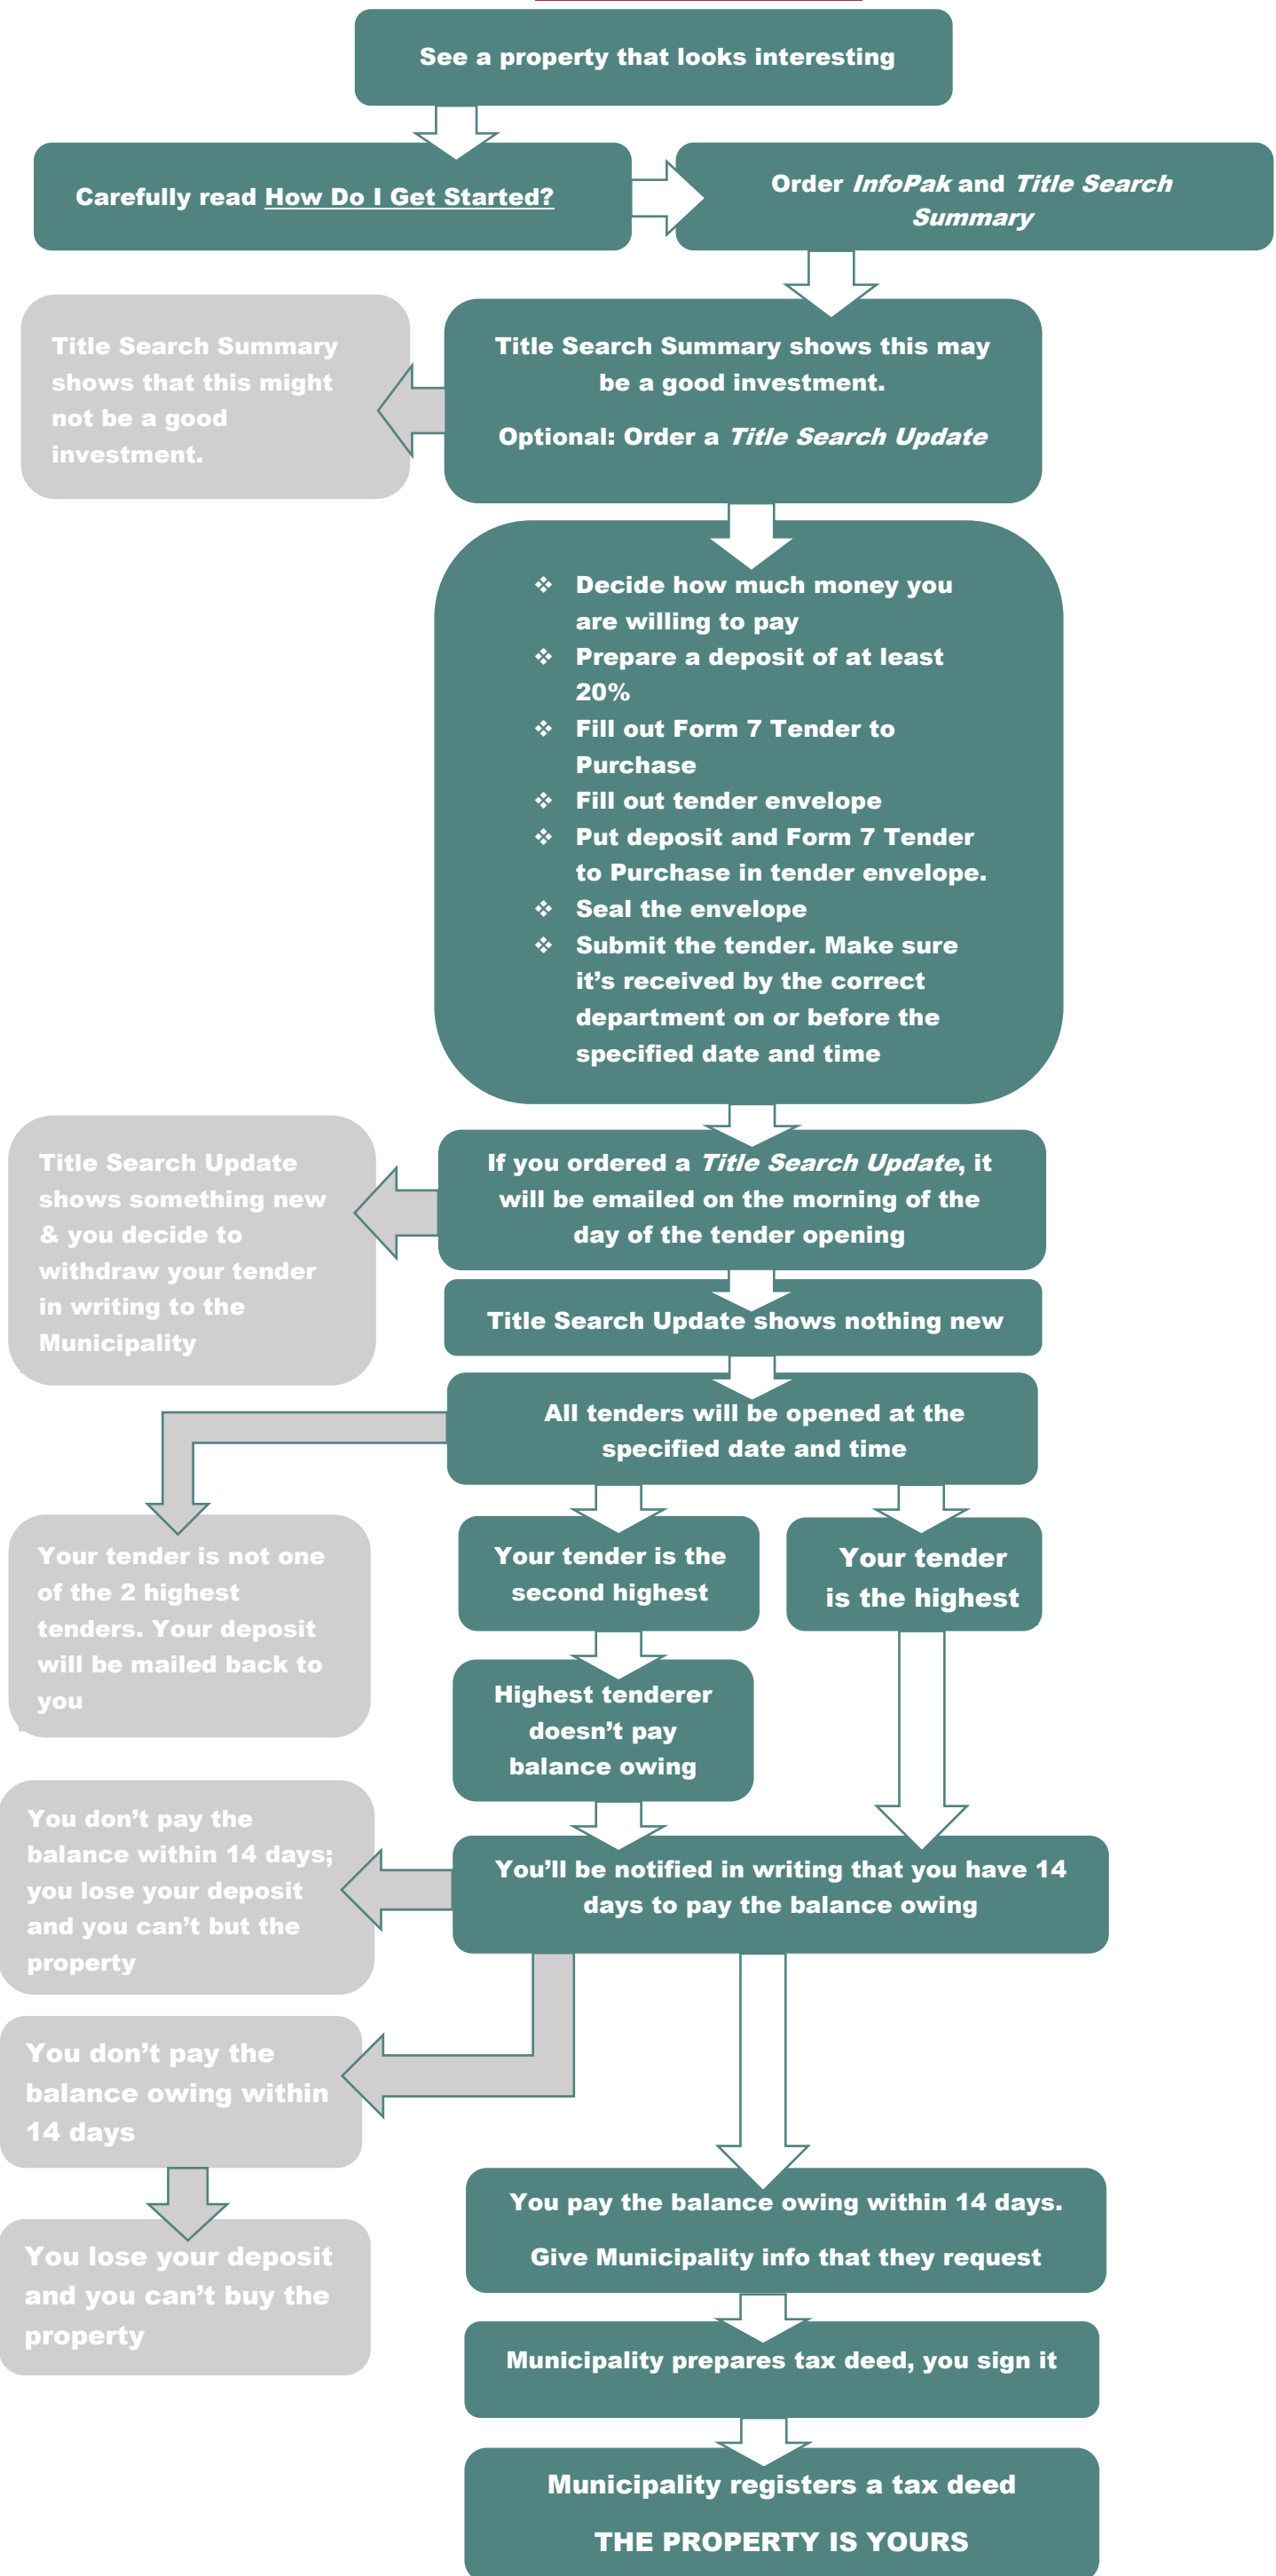 See a property that looks interesting
Carefully read How Do I Get Started?
Order InfoPak and Title Search
Summary
Title Search Summary
shows that this might
not be a good
investment.
Title Search Summary shows this may
be a good investment.
Optional: Order a Title Search Update
❖ Decide how much money you
are willing to pay
❖ Prepare a deposit of at least
20%
❖ Fill out Form 7 Tender to
Purchase
❖ Fill out tender envelope
❖ Put deposit and Form 7 Tender
to Purchase in tender envelope.
❖ Seal the envelope
❖ Submit the tender. Make sure
it’s received by the correct
department on or before the
specified date and time
Title Search Update
shows something new
& you decide to
withdraw your tender
in writing to the
Municipality
If you ordered a Title Search Update, it
will be emailed on the morning of the
day of the tender opening
Title Search Update shows nothing new
All tenders will be opened at the
specified date and time
Your tender is not one
of the 2 highest
tenders. Your deposit
will be mailed back to
you
Your tender is the
second highest
Your tender
is the highest
Highest tenderer
doesn’t pay
balance owing
You don’t pay the
balance within 14 days;
you lose your deposit
and you can’t but the
property
You’ll be notified in writing that you have 14
days to pay the balance owing
You don’t pay the
balance owing within
14 days
You lose your deposit
and you can’t buy the
property
You pay the balance owing within 14 days.
Give Municipality info that they request
Municipality prepares tax deed, you sign it
Municipality registers a tax deed
THE PROPERTY IS YOURS